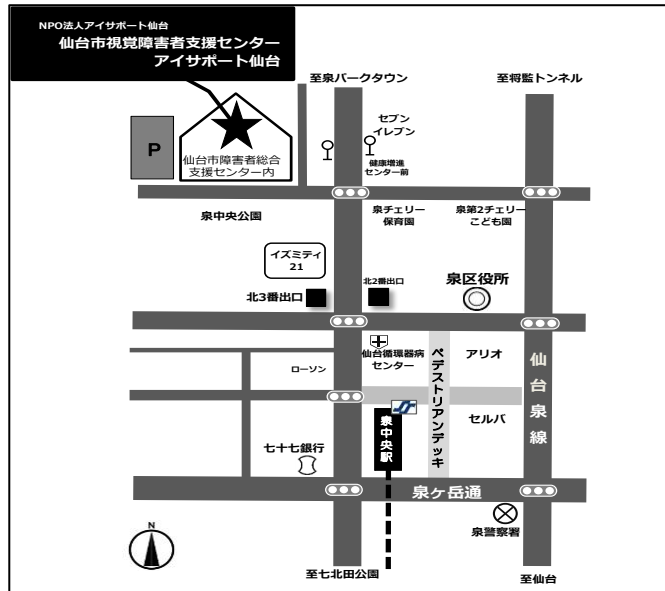 NPO法人アイサポート仙台
仙台市視覚障害者支援センター
アイサポート仙台
至泉パークタウン
至将監トンネル
P
仙台市障害者総合
支援センター内
セブン
イレブン
健康増進
センター前
泉中央公園
泉チェリー
保育園
泉第2チェリー
こども園
イズミティ
21
北3番出口
北2番出口
泉区役所
ローソン
仙台循環器病
センター
ペデストリアンデッキ
アリオ
仙台泉線
セルバ
泉中央駅
七十七銀行
泉ケ岳通
泉警察署
N
至七北田公園
至仙台